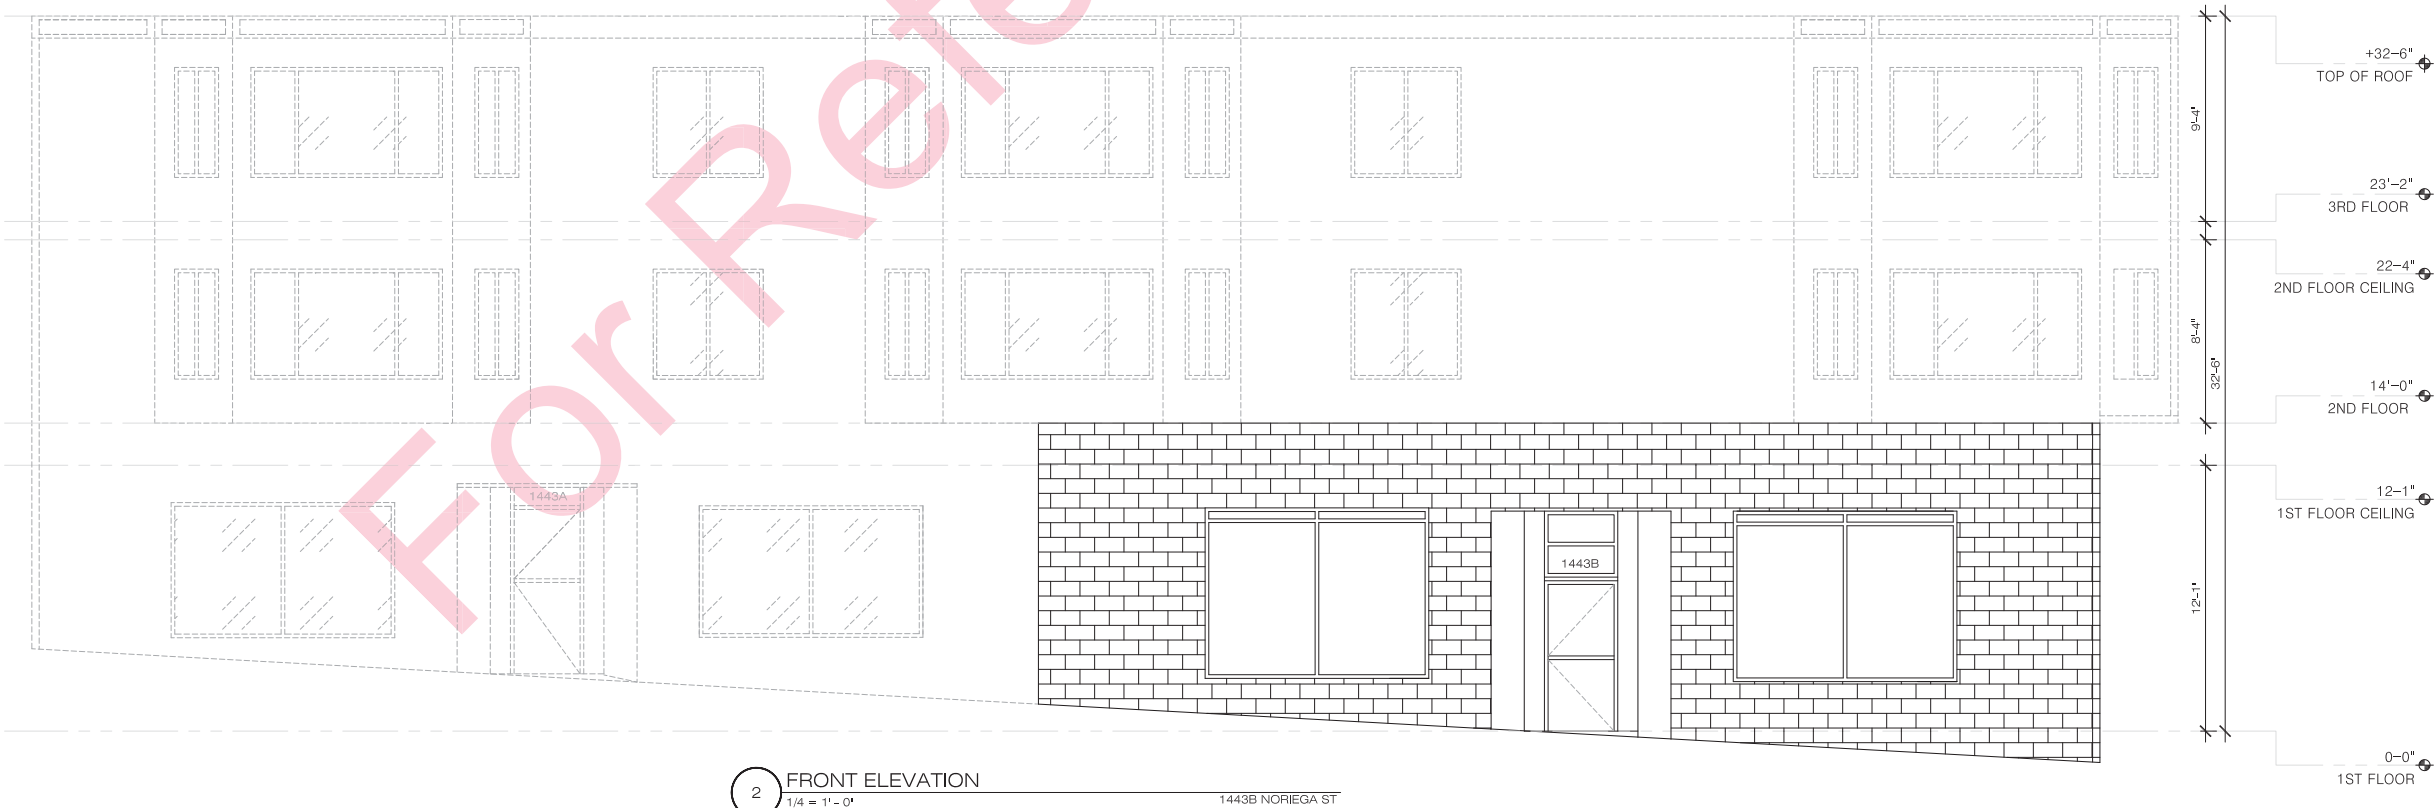 +32-6"
TOP OF ROOF
9'-4"
23'-2"
3RD FLOOR
22-4"
2ND FLOOR CEILING
8'-4"
32'-6"
14'-0"
2ND FLOOR
12-1"
1ST FLOOR CEILING
1443A
1443B
12'-1"
0-0"
1ST FLOOR
For Refe
2
FRONT ELEVATION
1/4 = 1' - 0"
1443B NORIEGA ST